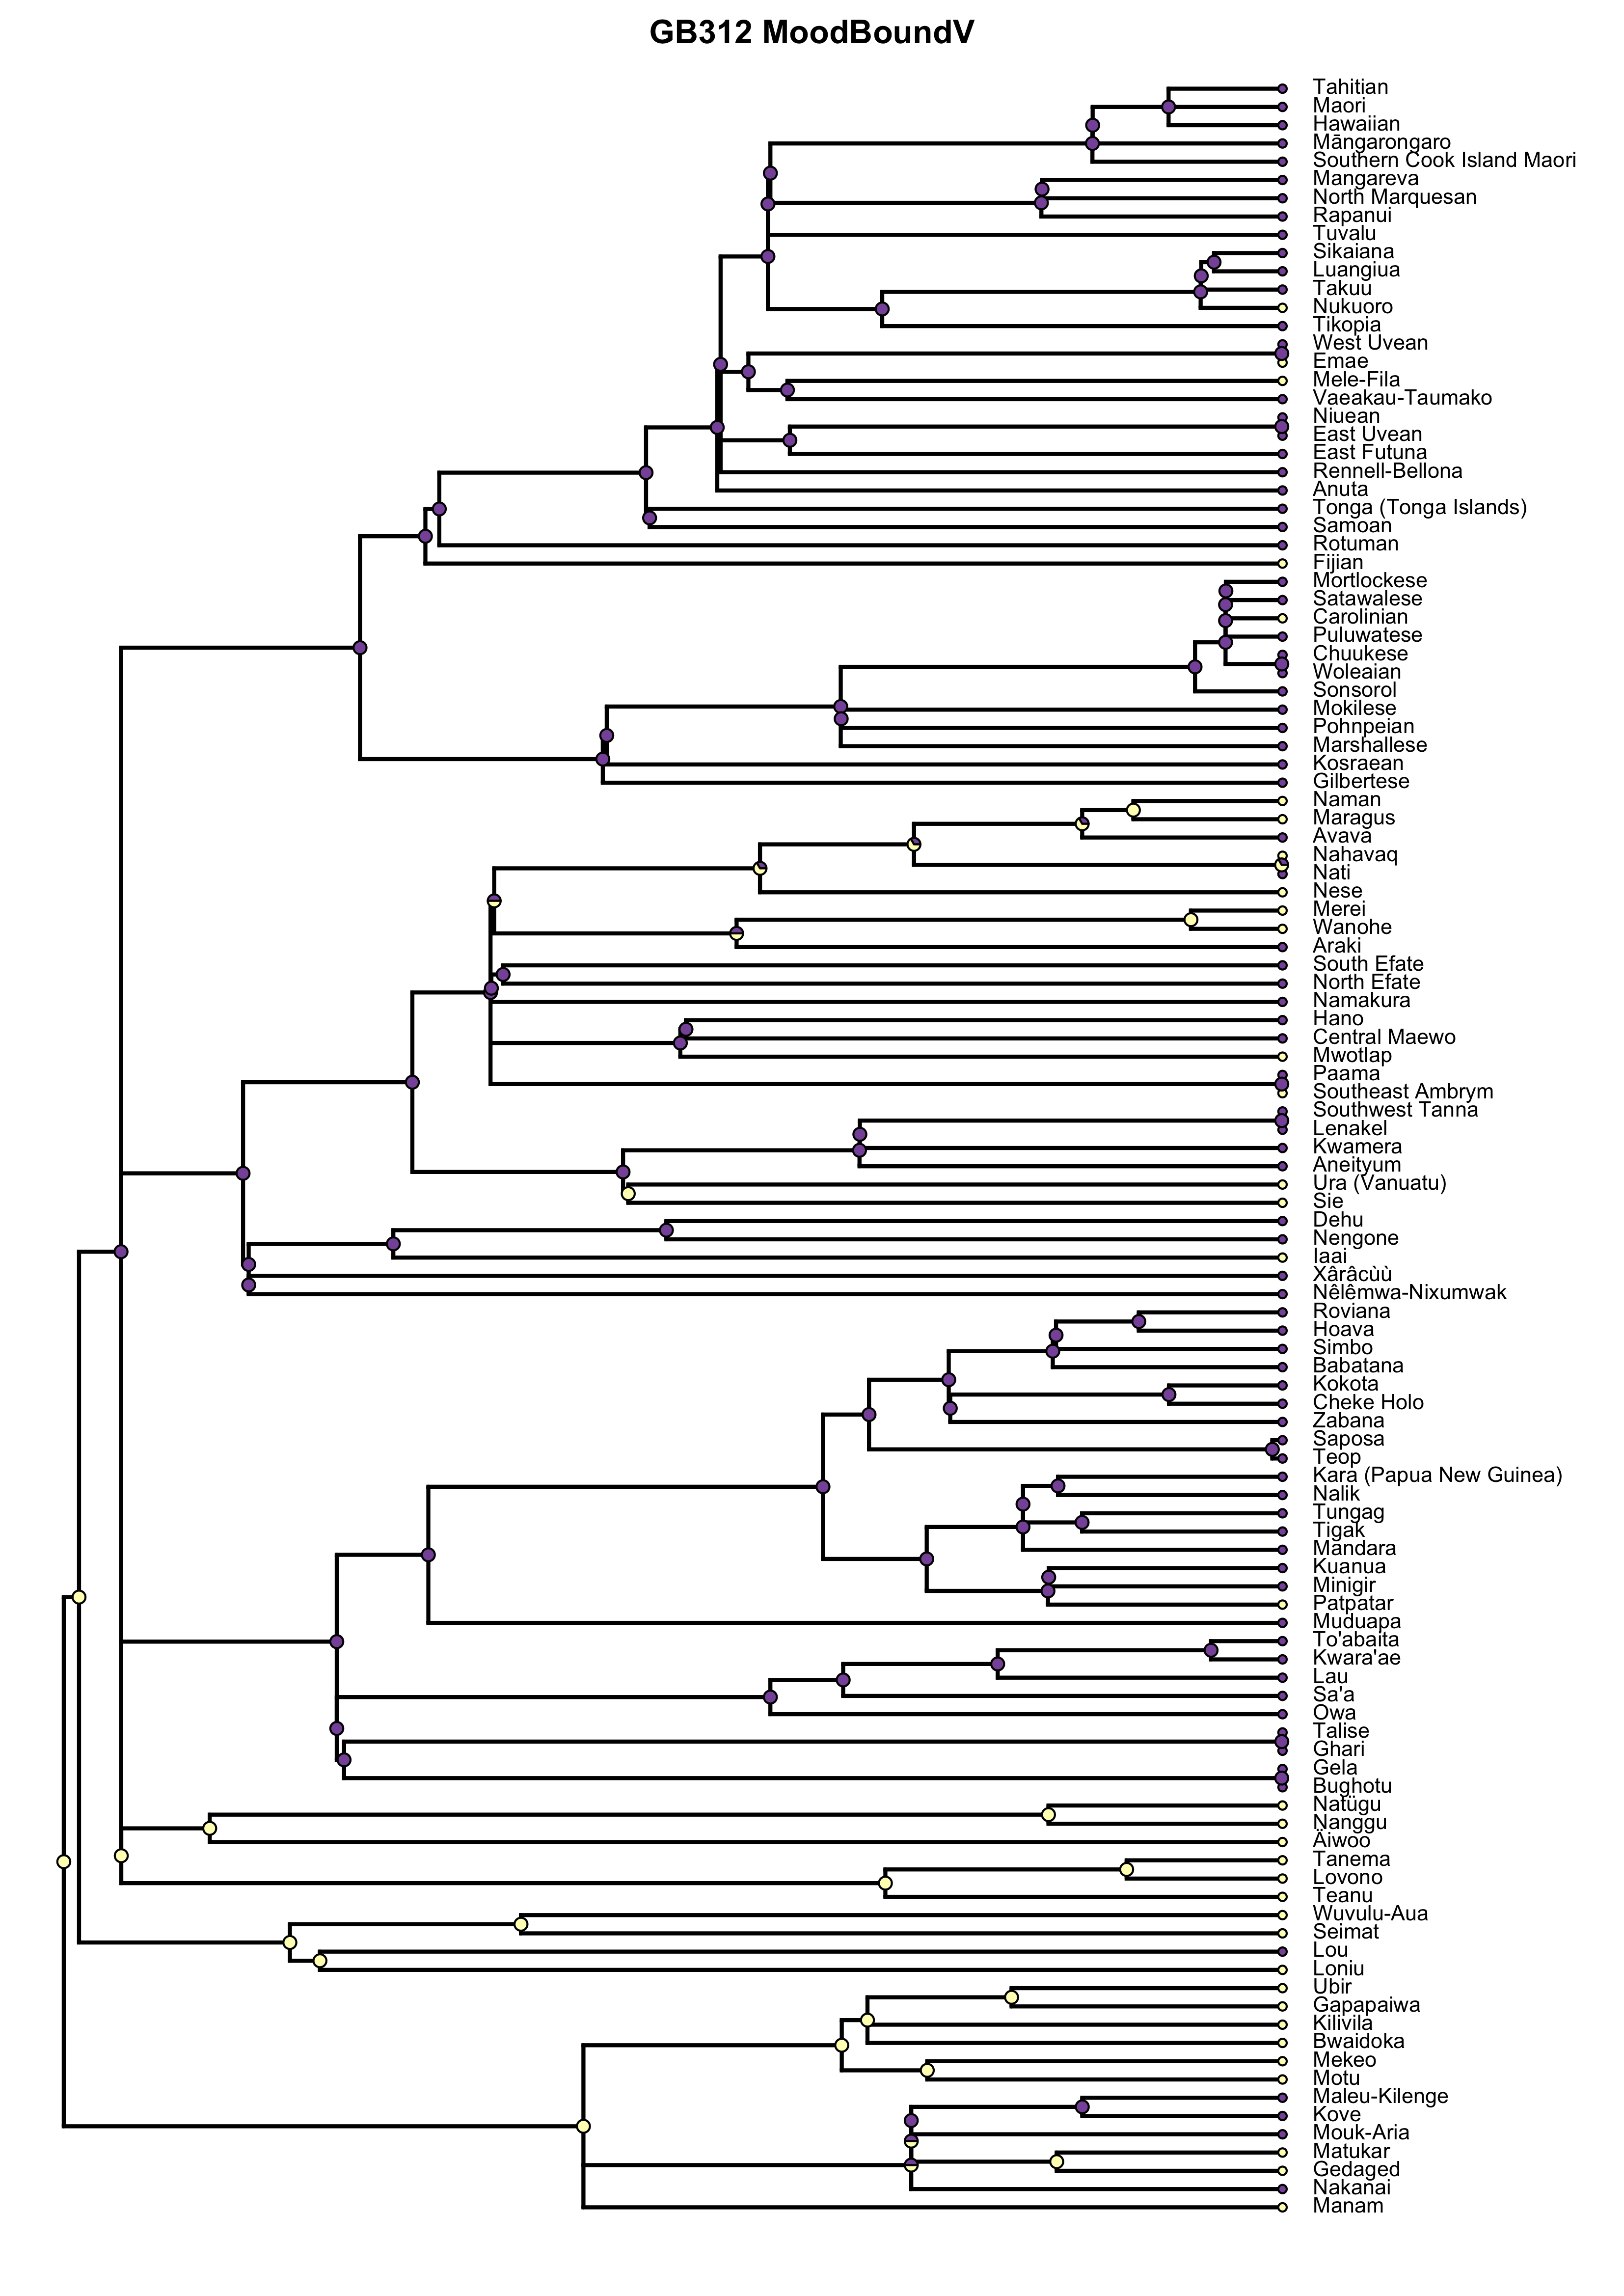 GB312 MoodBoundV
Tahitian
Maori
Hawaiian
Māngarongaro
Southern Cook Island Maori
Mangareva
North Marquesan
Rapanui
Tuvalu
Sikaiana
Luangiua
Takuu
Nukuoro
Tikopia
West Uvean
Emae
Mele-Fila
Vaeakau-Taumako
Niuean
East Uvean
East Futuna
Rennell-Bellona
Anuta
Tonga (Tonga Islands)
Samoan
Rotuman
Fijian
Mortlockese
Satawalese
Carolinian
Puluwatese
Chuukese
Woleaian
Sonsorol
Mokilese
Pohnpeian
Marshallese
Kosraean
Gilbertese
Naman
Maragus
Avava
Nahavaq
Nati
Nese
Merei
Wanohe
Araki
South Efate
North Efate
Namakura
Hano
Central Maewo
Mwotlap
Paama
Southeast Ambrym
Southwest Tanna
Lenakel
Kwamera
Aneityum
Ura (Vanuatu)
Sie
Dehu
Nengone
Iaai
Xârâcùù
Nêlêmwa-Nixumwak
Roviana
Hoava
Simbo
Babatana
Kokota
Cheke Holo
Zabana
Saposa
Teop
Kara (Papua New Guinea)
Nalik
Tungag
Tigak
Mandara
Kuanua
Minigir
Patpatar
Muduapa
To'abaita
Kwara'ae
Lau
Sa'a
Owa
Talise
Ghari
Gela
Bughotu
Natügu
Nanggu
Äiwoo
Tanema
Lovono
Teanu
Wuvulu-Aua
Seimat
Lou
Loniu
Ubir
Gapapaiwa
Kilivila
Bwaidoka
Mekeo
Motu
Maleu-Kilenge
Kove
Mouk-Aria
Matukar
Gedaged
Nakanai
Manam